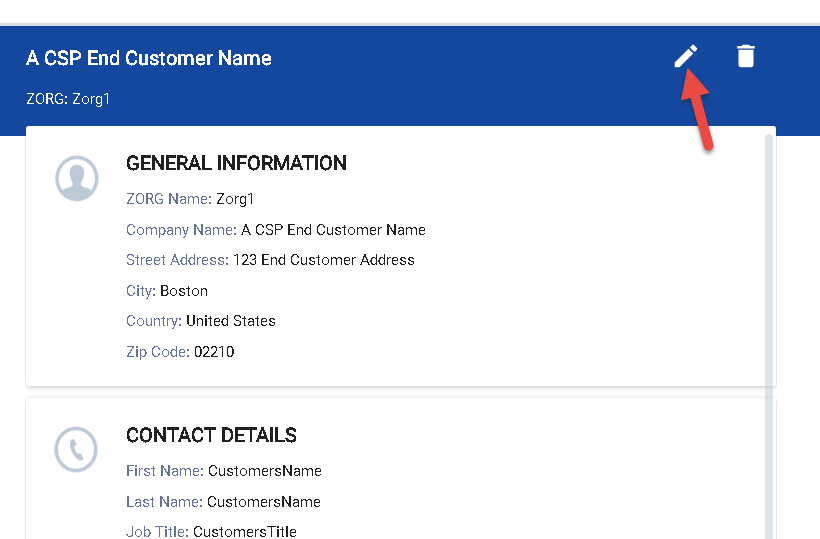 A CSP End Customer Name
ZORG: Zorg1
GENERAL INFORMATION
ZORG Name: Zorg1
Company Name: A CSP End Customer Name
Street Address: 123 End Customer Address
City: Boston
Country: United States
Zip Code: 02210
CONTACT DETAILS
First Name: CustomersName
Last Name: CustomersName
Job Title: CustomersTitle